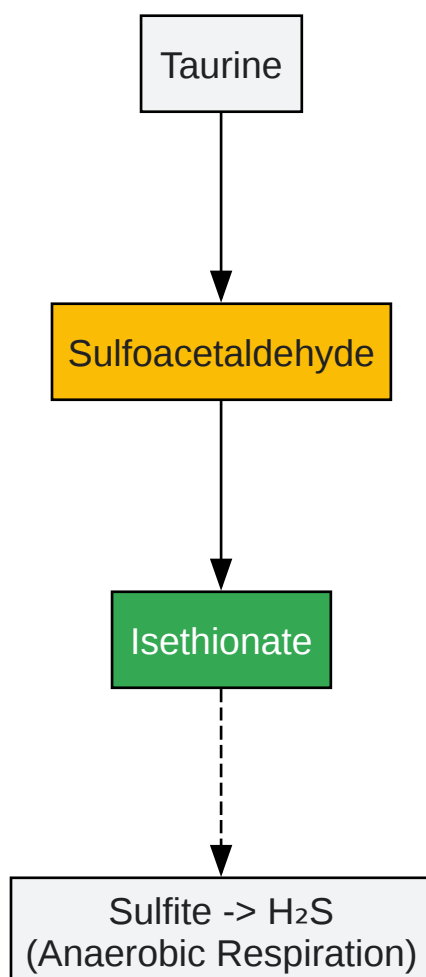 Taurine
Sulfoacetaldehyde
Isethionate
Sulfite -> H₂S
(Anaerobic Respiration)